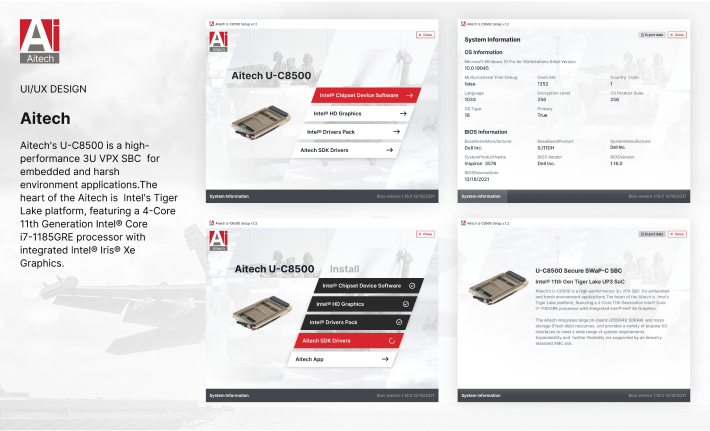 Ai
Aitech
UI/UX DESIGN
Aitech
Aitech's U-C8500 is a high-
performance 3U VPX SBC for
embedded and harsh
environment applications.The
heart of the Aitech is Intel's Tiger
Lake platform, featuring a 4-Core
11th Generation Intel® Core
i7-1185GRE processor with
integrated Intel® Iris® Xe
Graphics.
Aitech U-C8500 Setup v.1.2
Ai
Aitech
Close
Aitech U-C8500
Intel® Chipset Device Software
Intel® HD Graphics
Intel® Drivers Pack
Aitech SDK Drivers
System Information
Bios version 1.16.0 12/16/2021
Aitech U-C8500 Setup v.1.2
System Information
Export data
Close
OS Information
Microsoft Windows 10 Pro for Workstations 64bit Version
10.0.19045
Multiprocessor Free Debug
Code Set
Country Code
false
1252
1
Language
Encryption Level
OS Product Suite
1033
256
256
OS Type
Primary
18
True
BIOS Information
BaseBoardManufacturer
BaseBoardProduct
SystemManufacturer
Dell Inc.
0J11DH
Dell Inc.
SystemProductName
BIOS Vendor
BIOSVersion
Inspiron 3576
Dell Inc.
1.16.0
BIOSReleaseDate
12/16/2021
System Information
Bios version 1.16.0 12/16/2021
Aitech U-C8500 Setup v.1.2
Ai
Aitech
Close
Aitech U-C8500 Install
Intel® Chipset Device Software
Intel® HD Graphics
Intel® Drivers Pack
Aitech SDK Drivers
Aitech App
System Information
Bios version 1.16.0 12/16/2021
Aitech U-C8500 Setup v.1.2
Export data
Close
U-C8500 Secure SWaP-C SBC
Intel® 11th Gen Tiger Lake UP3 SoC
Aitech's U-C8500 is a high-performance 3U VPX SBC for embedded
and harsh environment applications.The heart of the Aitech is Intel's
Tiger Lake platform, featuring a 4-Core 11th Generation Intel® Core
i7-1185GRE processor with integrated Intel® Iris® Xe Graphics.
The Aitech integrates large on-board LPDDR4X SDRAM and mass
storage (Flash disk) resources, and provides a variety of popular I/O
interfaces to meet a wide range of system requirements.
Expandability and further flexibility are supported by an industry
standard XMC slot.
System Information
Bios version 1.16.0 12/16/2021